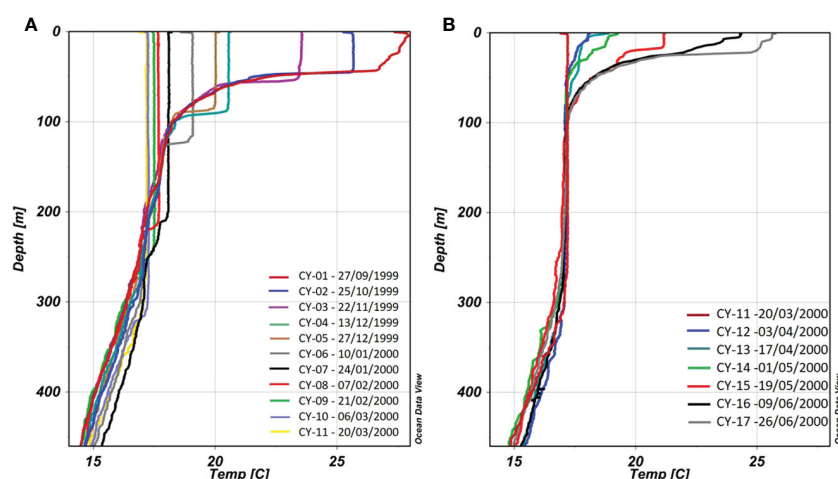 A
0
100
200
300
400
Depth [m]
15
20
25
Temp [C]
CY-01 - 27/09/1999
CY-02 - 25/10/1999
CY-03 - 22/11/1999
CY-04 - 13/12/1999
CY-05 - 27/12/1999
CY-06 - 10/01/2000
CY-07 - 24/01/2000
CY-08 - 07/02/2000
CY-09 - 21/02/2000
CY-10 - 06/03/2000
CY-11 - 20/03/2000
Ocean Data View
B
0
100
200
300
400
Depth [m]
15
20
25
Temp [C]
CY-11 -20/03/2000
CY-12 -03/04/2000
CY-13 -17/04/2000
CY-14 -01/05/2000
CY-15 -19/05/2000
CY-16 -09/06/2000
CY-17 -26/06/2000
Ocean Data View